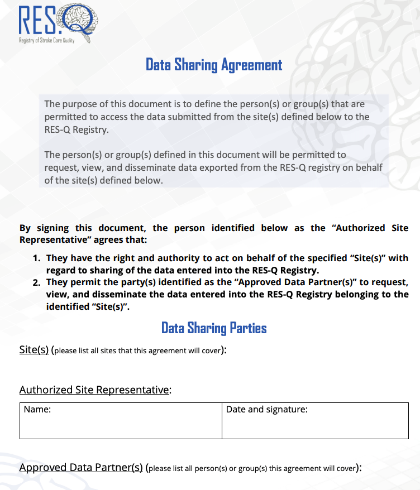 RES.Q
Registry of Stroke Care Quality
Data Sharing Agreement
The purpose of this document is to define the person(s) or group(s) that are
permitted to access the data submitted from the site(s) defined below to the
RES-Q Registry.
The person(s) or group(s) defined in this document will be permitted to
request, view, and disseminate data exported from the RES-Q registry on behalf
of the site(s) defined below.
By signing this document, the person identified below as the “Authorized Site
Representative” agrees that:
1. They have the right and authority to act on behalf of the specified “Site(s)” with
regard to sharing of the data entered into the RES-Q Registry.
2. They permit the party(s) identified as the “Approved Data Partner(s)” to request,
view, and disseminate the data entered into the RES-Q Registry belonging to the
identified “Site(s)”.
Data Sharing Parties
Site(s) (please list all sites that this agreement will cover):
Authorized Site Representative:
Name:
Date and signature:
Approved Data Partner(s) (please list all person(s) or group(s) this agreement will cover):